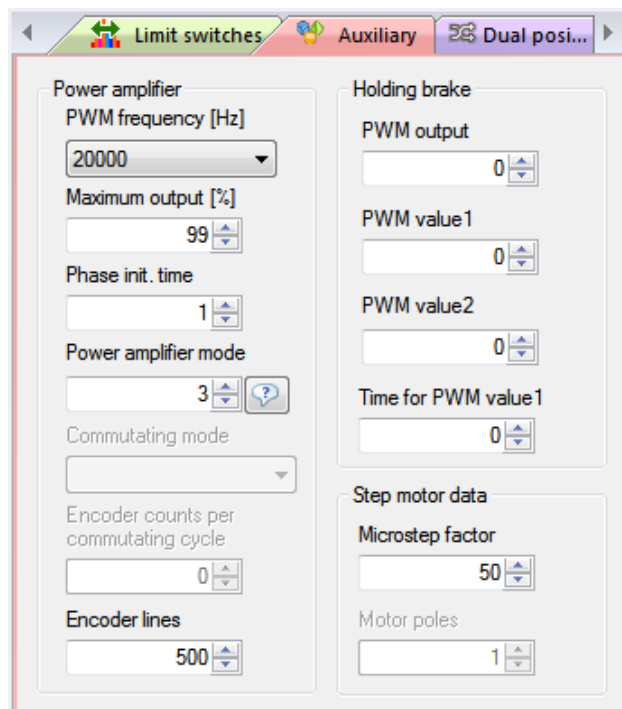 Limit switches
Auxiliary
Dual posi...
Power amplifier
PWM frequency [Hz]
20000
Maximum output [%]
99
Phase init. time
1
Power amplifier mode
3
Commutating mode
Encoder counts per
commutating cycle
0
Encoder lines
500
Holding brake
PWM output
0
PWM value1
0
PWM value2
0
Time for PWM value1
0
Step motor data
Microstep factor
50
Motor poles
1